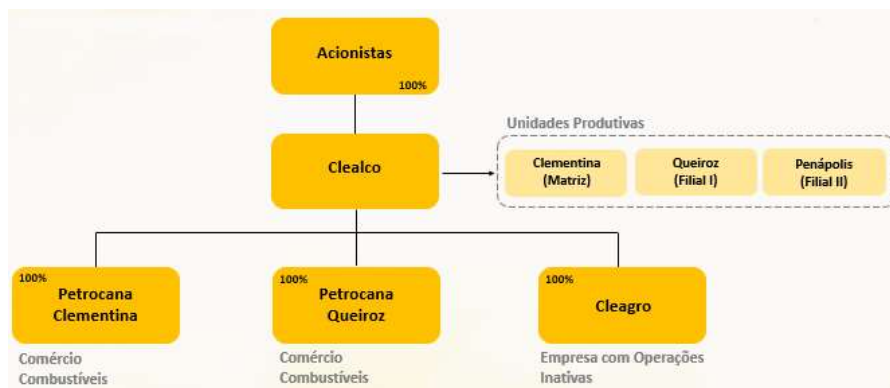 Acionistas
100%
Unidades Produtivas
Clealco
Clementina
(Matriz)
Queiroz
(Filial I)
Penápolis
(Filial II)
100%
Petrocana
Clementina
Comércio
Combustíveis
100%
Petrocana
Queiroz
Comércio
Combustíveis
100%
Cleagro
Empresa com Operações
Inativas